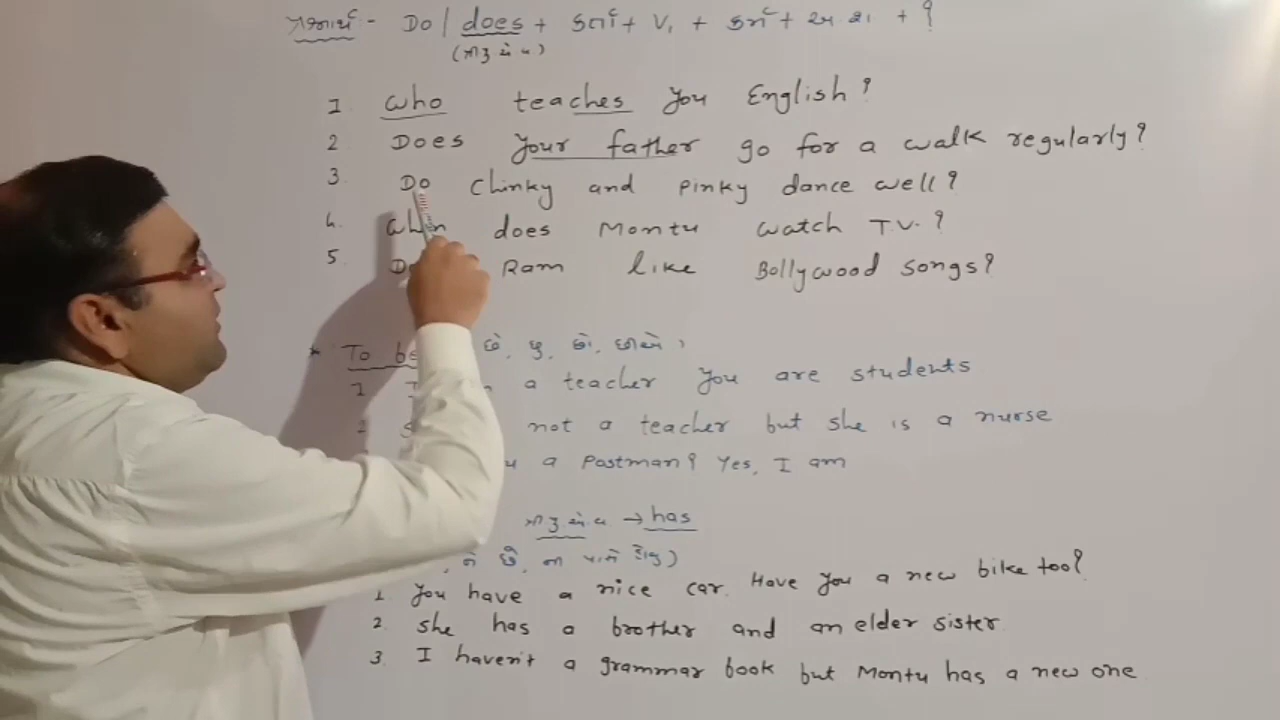 પ્રશ્નાર્થ - Do | does + કર્તા + V1 + કર્મ + અન્ય શબ્દો + ?
(ત્રી.પુ.એ.વ)
1 who teaches you English?
2 Does your father go for a walk regularly?
3. Do Chinky and Pinky dance well?
4. when does Montu watch T.V.?
5. Ram like Bollywood songs?
* To be છે, છું, છો, છીએ.
1 a teacher you are students
2 not a teacher but she is a nurse
a Postman? Yes, I am
ત્રી.પુ.એ.વ. → has
ને છે, ની પાસે હોવું)
1 you have a nice car. Have you a new bike too?
2. she has a brother and an elder sister.
3. I haven't a grammar book but Montu has a new one